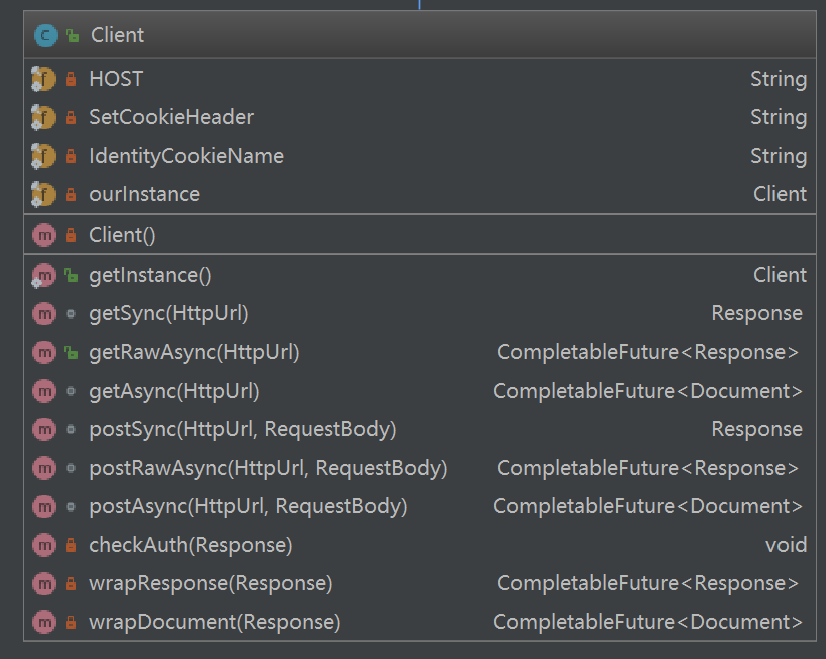 C Client
f HOST String
f SetCookieHeader String
f IdentityCookieName String
f ourInstance Client
m Client()
m getInstance() Client
m getSync(HttpUrl) Response
m getRawAsync(HttpUrl) CompletableFuture<Response>
m getAsync(HttpUrl) CompletableFuture<Document>
m postSync(HttpUrl, RequestBody) Response
m postRawAsync(HttpUrl, RequestBody) CompletableFuture<Response>
m postAsync(HttpUrl, RequestBody) CompletableFuture<Document>
m checkAuth(Response) void
m wrapResponse(Response) CompletableFuture<Response>
m wrapDocument(Response) CompletableFuture<Document>